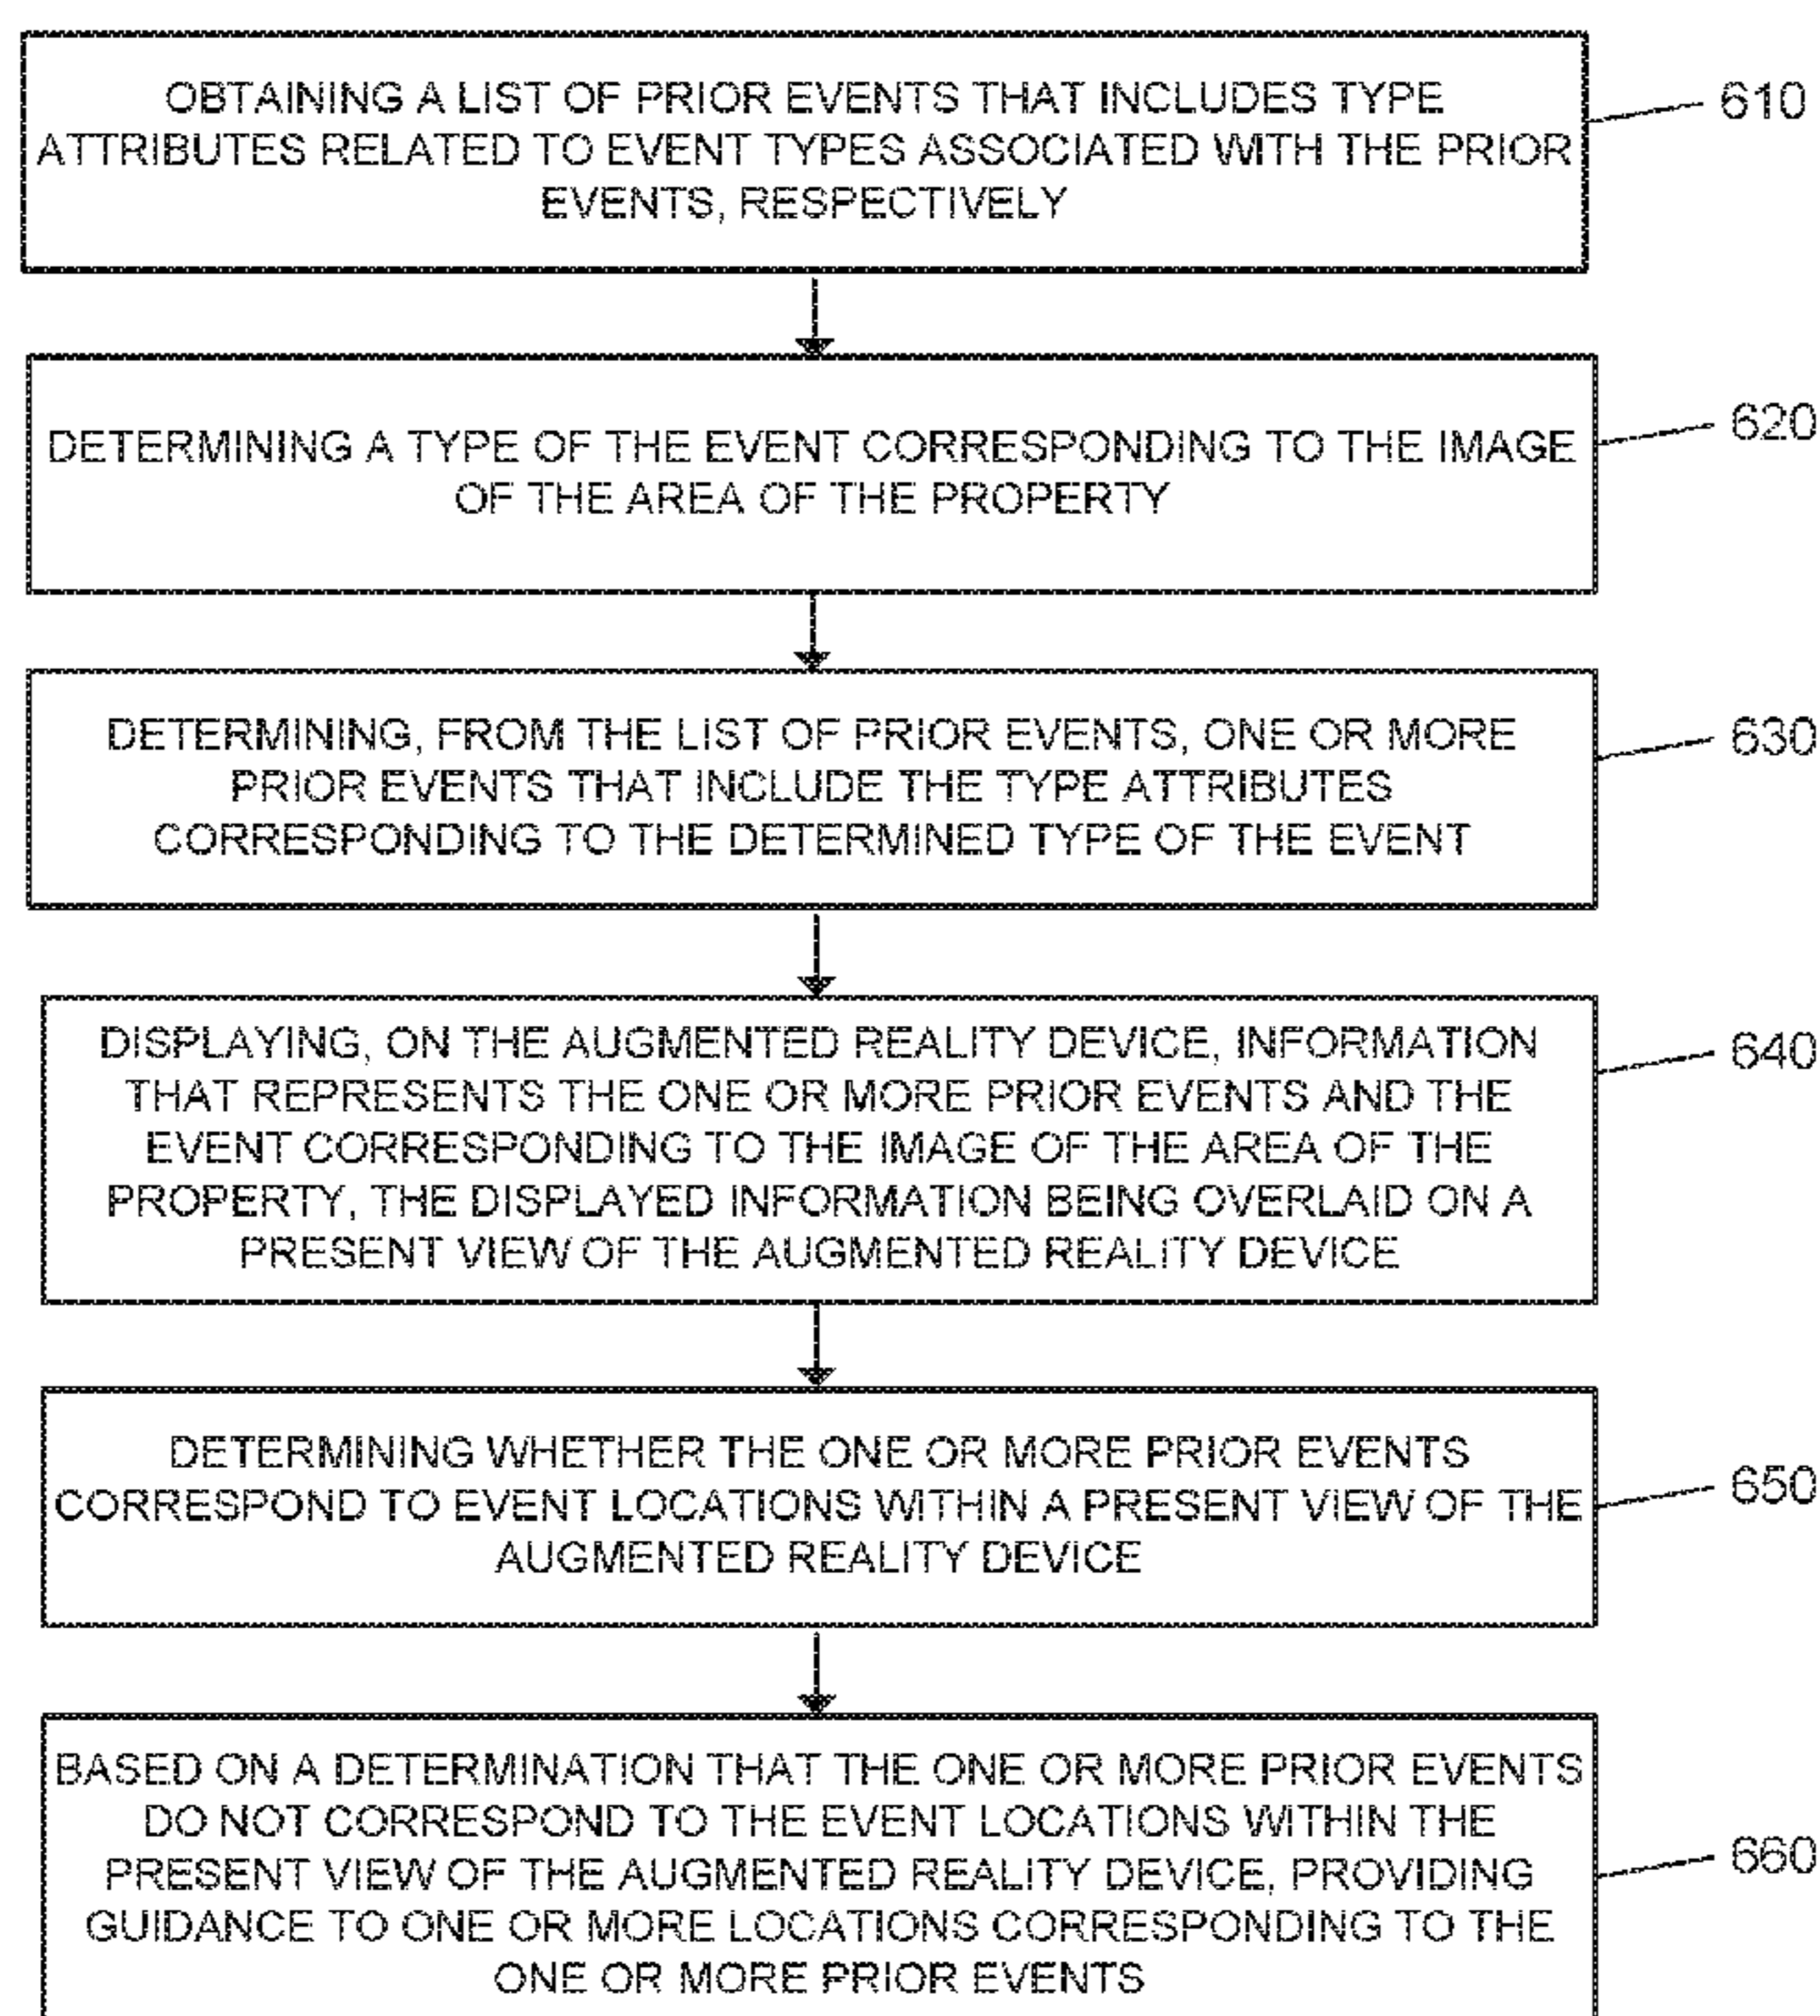 OBTAINING A LIST OF PRIOR EVENTS THAT INCLUDES TYPE
ATTRIBUTES RELATED TO EVENT TYPES ASSOCIATED WITH THE PRIOR
EVENTS, RESPECTIVELY
610
DETERMINING A TYPE OF THE EVENT CORRESPONDING TO THE IMAGE
OF THE AREA OF THE PROPERTY
620
DETERMINING, FROM THE LIST OF PRIOR EVENTS, ONE OR MORE
PRIOR EVENTS THAT INCLUDE THE TYPE ATTRIBUTES
CORRESPONDING TO THE DETERMINED TYPE OF THE EVENT
630
DISPLAYING, ON THE AUGMENTED REALITY DEVICE, INFORMATION
THAT REPRESENTS THE ONE OR MORE PRIOR EVENTS AND THE
EVENT CORRESPONDING TO THE IMAGE OF THE AREA OF THE
PROPERTY, THE DISPLAYED INFORMATION BEING OVERLAID ON A
PRESENT VIEW OF THE AUGMENTED REALITY DEVICE
640
DETERMINING WHETHER THE ONE OR MORE PRIOR EVENTS
CORRESPOND TO EVENT LOCATIONS WITHIN A PRESENT VIEW OF THE
AUGMENTED REALITY DEVICE
650
BASED ON A DETERMINATION THAT THE ONE OR MORE PRIOR EVENTS
DO NOT CORRESPOND TO THE EVENT LOCATIONS WITHIN THE
PRESENT VIEW OF THE AUGMENTED REALITY DEVICE, PROVIDING
GUIDANCE TO ONE OR MORE LOCATIONS CORRESPONDING TO THE
ONE OR MORE PRIOR EVENTS
660